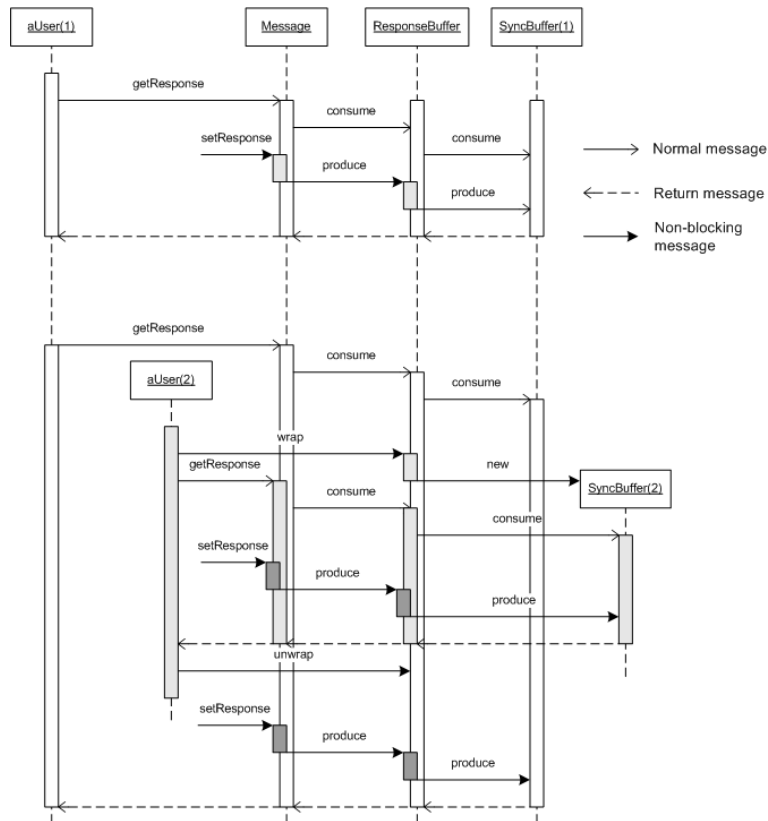 aUser(1)
Message
ResponseBuffer
SyncBuffer(1)
getResponse
consume
setResponse
consume
produce
produce
Normal message
Return message
Non-blocking
message
getResponse
consume
aUser(2)
consume
wrap
getResponse
new
SyncBuffer(2)
consume
consume
setResponse
produce
produce
unwrap
setResponse
produce
produce